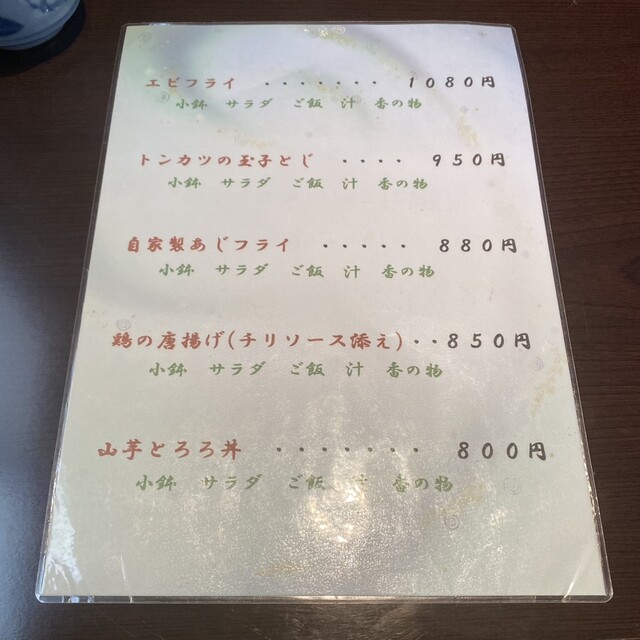 エビフライ ・・・・・・・ 1080円
小鉢 サラダ ご飯 汁 香の物
トンカツの玉子とじ ・・・・ 950円
小鉢 サラダ ご飯 汁 香の物
自家製あじフライ ・・・・・ 880円
小鉢 サラダ ご飯 汁 香の物
鶏の唐揚げ(チリソース添え)・・850円
小鉢 サラダ ご飯 汁 香の物
山芋とろろ丼 ・・・・・・・ 800円
小鉢 サラダ ご飯 汁 香の物